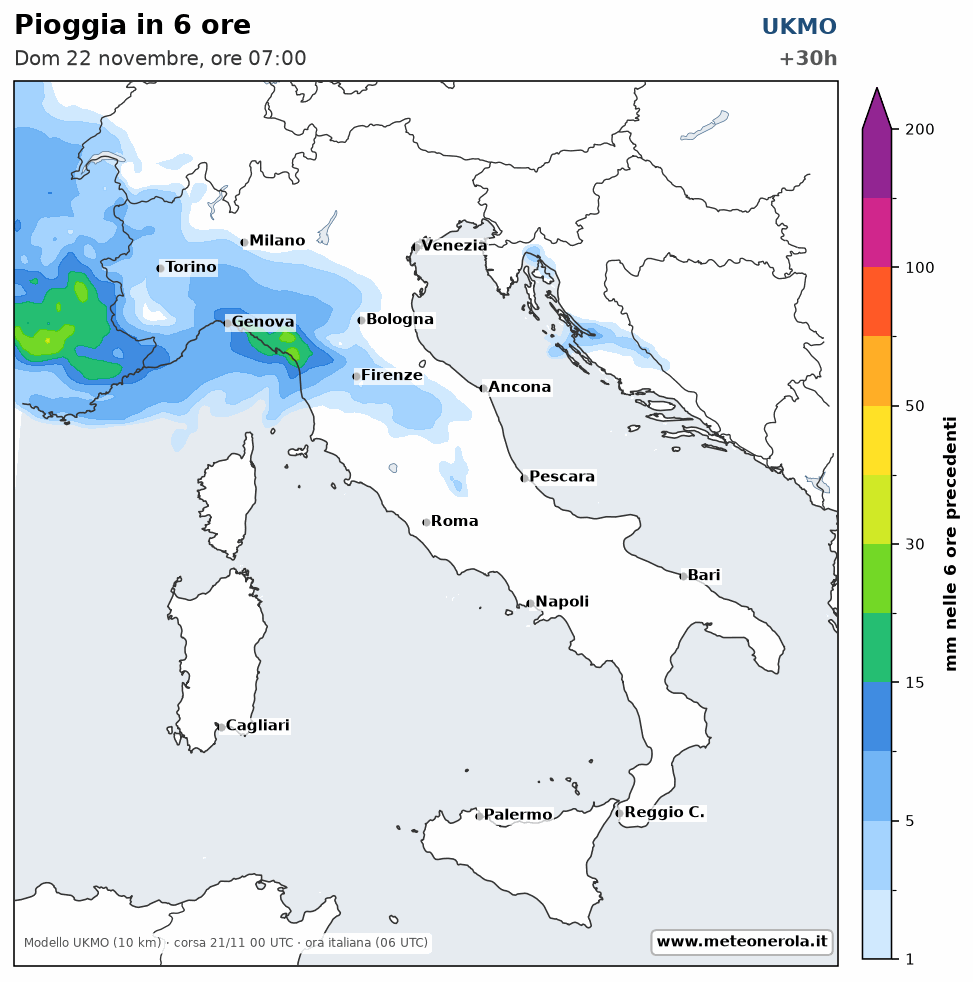 Pioggia in 6 ore
UKMO
Dom 22 novembre, ore 07:00
+30h
200
100
50
30
15
5
1
mm nelle 6 ore precedenti
Milano
Venezia
Torino
Genova
Bologna
Firenze
Ancona
Pescara
Roma
Bari
Napoli
Cagliari
Palermo
Reggio C.
Modello UKMO (10 km) · corsa 21/11 00 UTC · ora italiana (06 UTC)
www.meteonerola.it